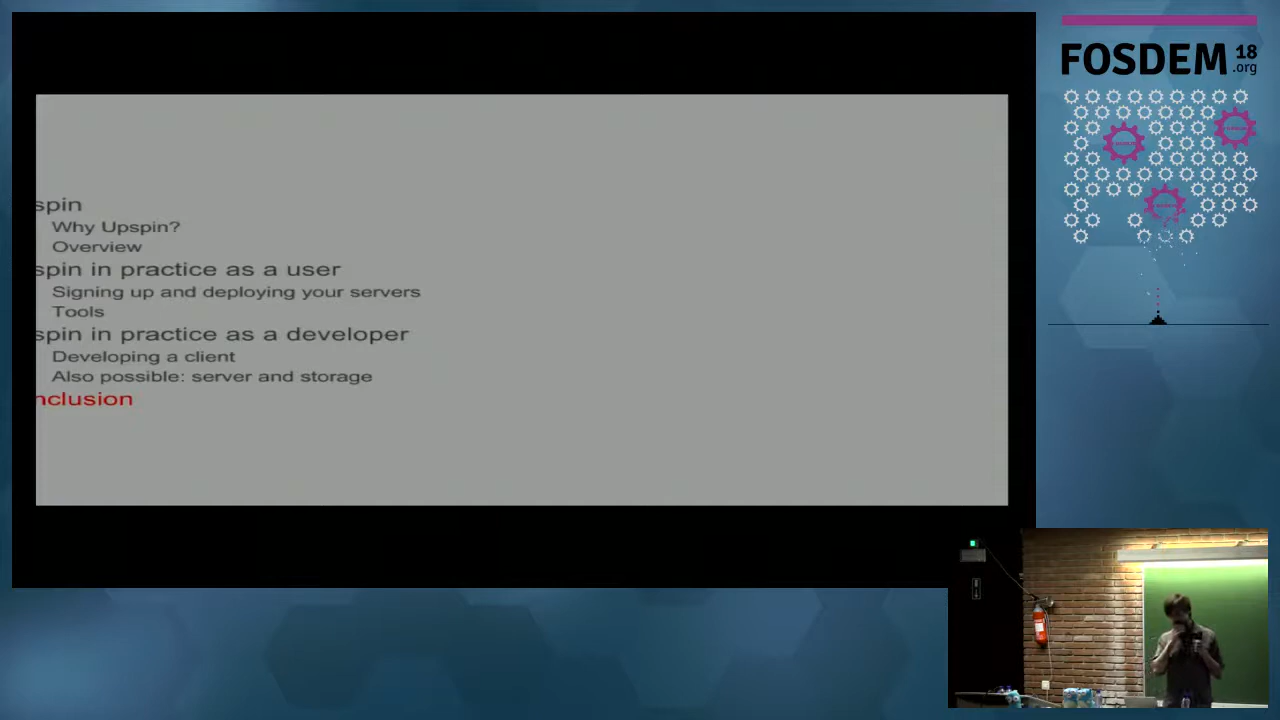 spin
Why Upspin?
Overview
spin in practice as a user
Signing up and deploying your servers
Tools
spin in practice as a developer
Developing a client
Also possible: server and storage
nclusion
FOSDEM 18
.org